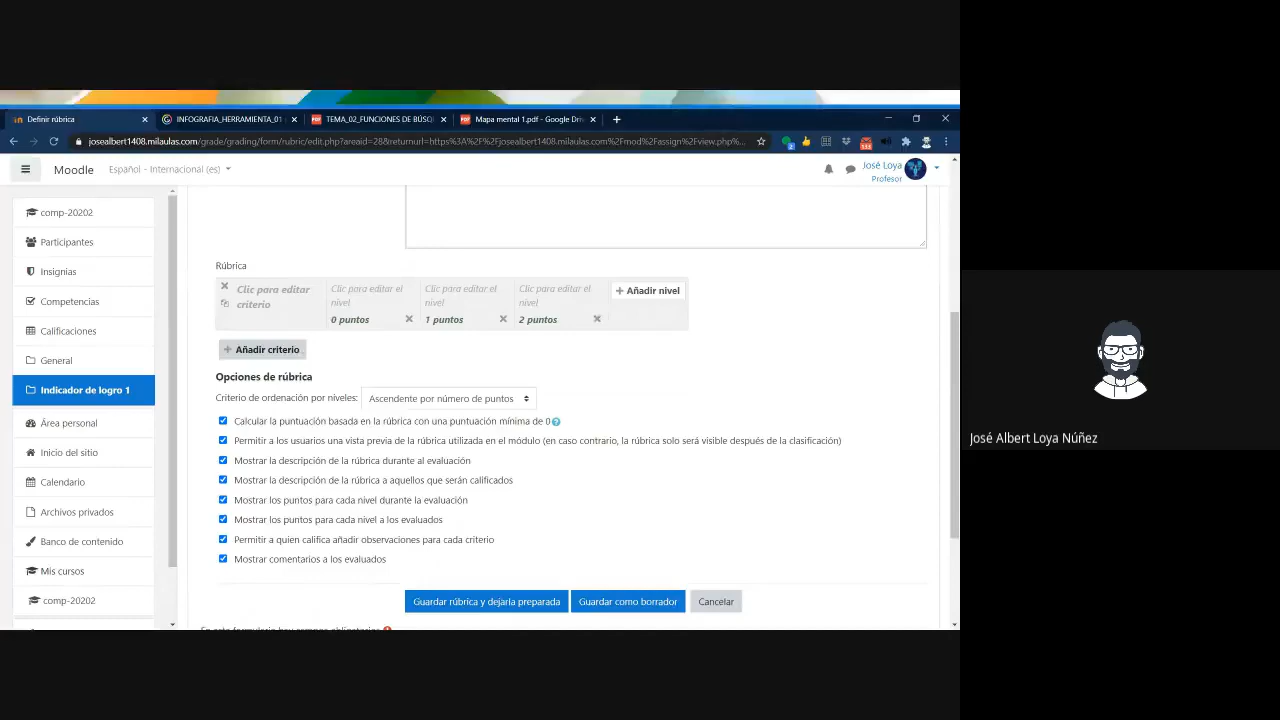 Definir rúbrica
INFOGRAFIA_HERRAMIENTA_01
TEMA_02_FUNCIONES DE BÚSQ
Mapa mental 1.pdf - Google Driv
josealbert1408.milaulas.com/grade/grading/form/rubric/edit.php?areaid=28&returnurl=https%3A%2F%2Fjosealbert1408.milaulas.com%2Fmod%2Fassign%2Fview.php%...
Moodle
Español - Internacional (es)
José Loya
Profesor
comp-20202
Participantes
Insignias
Competencias
Calificaciones
General
Indicador de logro 1
Área personal
Inicio del sitio
Calendario
Archivos privados
Banco de contenido
Mis cursos
comp-20202
Rúbrica
Clic para editar criterio
Clic para editar el nivel
0 puntos
Clic para editar el nivel
1 puntos
Clic para editar el nivel
2 puntos
+ Añadir nivel
+ Añadir criterio
Opciones de rúbrica
Criterio de ordenación por niveles:
Ascendente por número de puntos
Calcular la puntuación basada en la rúbrica con una puntuación mínima de 0
Permitir a los usuarios una vista previa de la rúbrica utilizada en el módulo (en caso contrario, la rúbrica solo será visible después de la clasificación)
Mostrar la descripción de la rúbrica durante al evaluación
Mostrar la descripción de la rúbrica a aquellos que serán calificados
Mostrar los puntos para cada nivel durante la evaluación
Mostrar los puntos para cada nivel a los evaluados
Permitir a quien califica añadir observaciones para cada criterio
Mostrar comentarios a los evaluados
Guardar rúbrica y dejarla preparada
Guardar como borrador
Cancelar
En este formulario hay campos obligatorios
José Albert Loya Núñez